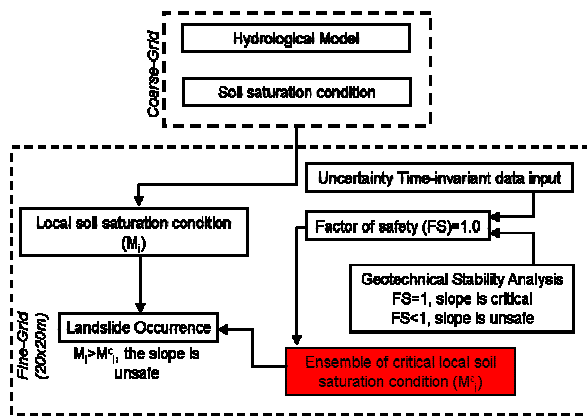 Coarse-Grid
Hydrological Model
Soil saturation condition
Uncertainty Time-invariant data input
Local soil saturation condition
(Mᵢ)
Factor of safety (FS)=1.0
Geotechnical Stability Analysis
FS=1, slope is critical
FS<1, slope is unsafe
Landslide Occurrence
Mᵢ>Mᶜᵢ, the slope is
unsafe
Ensemble of critical local soil
saturation condition (Mᶜᵢ)
Fine-Grid
(20x20m)